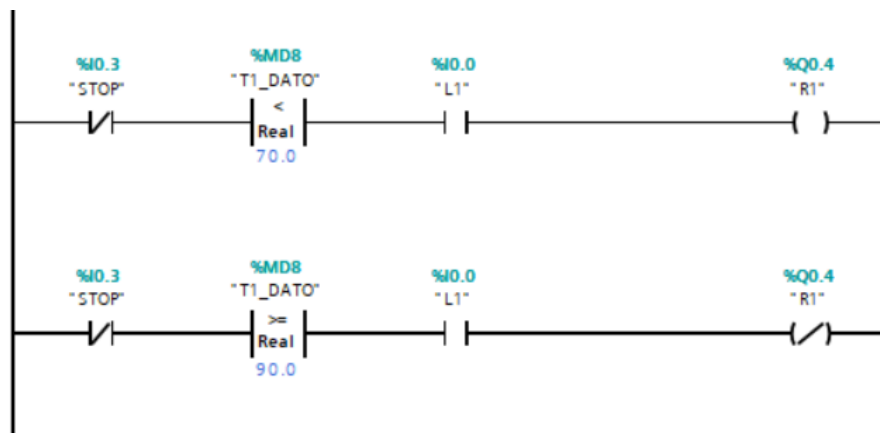 %I0.3 %MD8 %I0.0 %Q0.4
"STOP" "T1_DATO" "L1" "R1"
<
Real
70.0
%I0.3 %MD8 %I0.0 %Q0.4
"STOP" "T1_DATO" "L1" "R1"
>=
Real
90.0